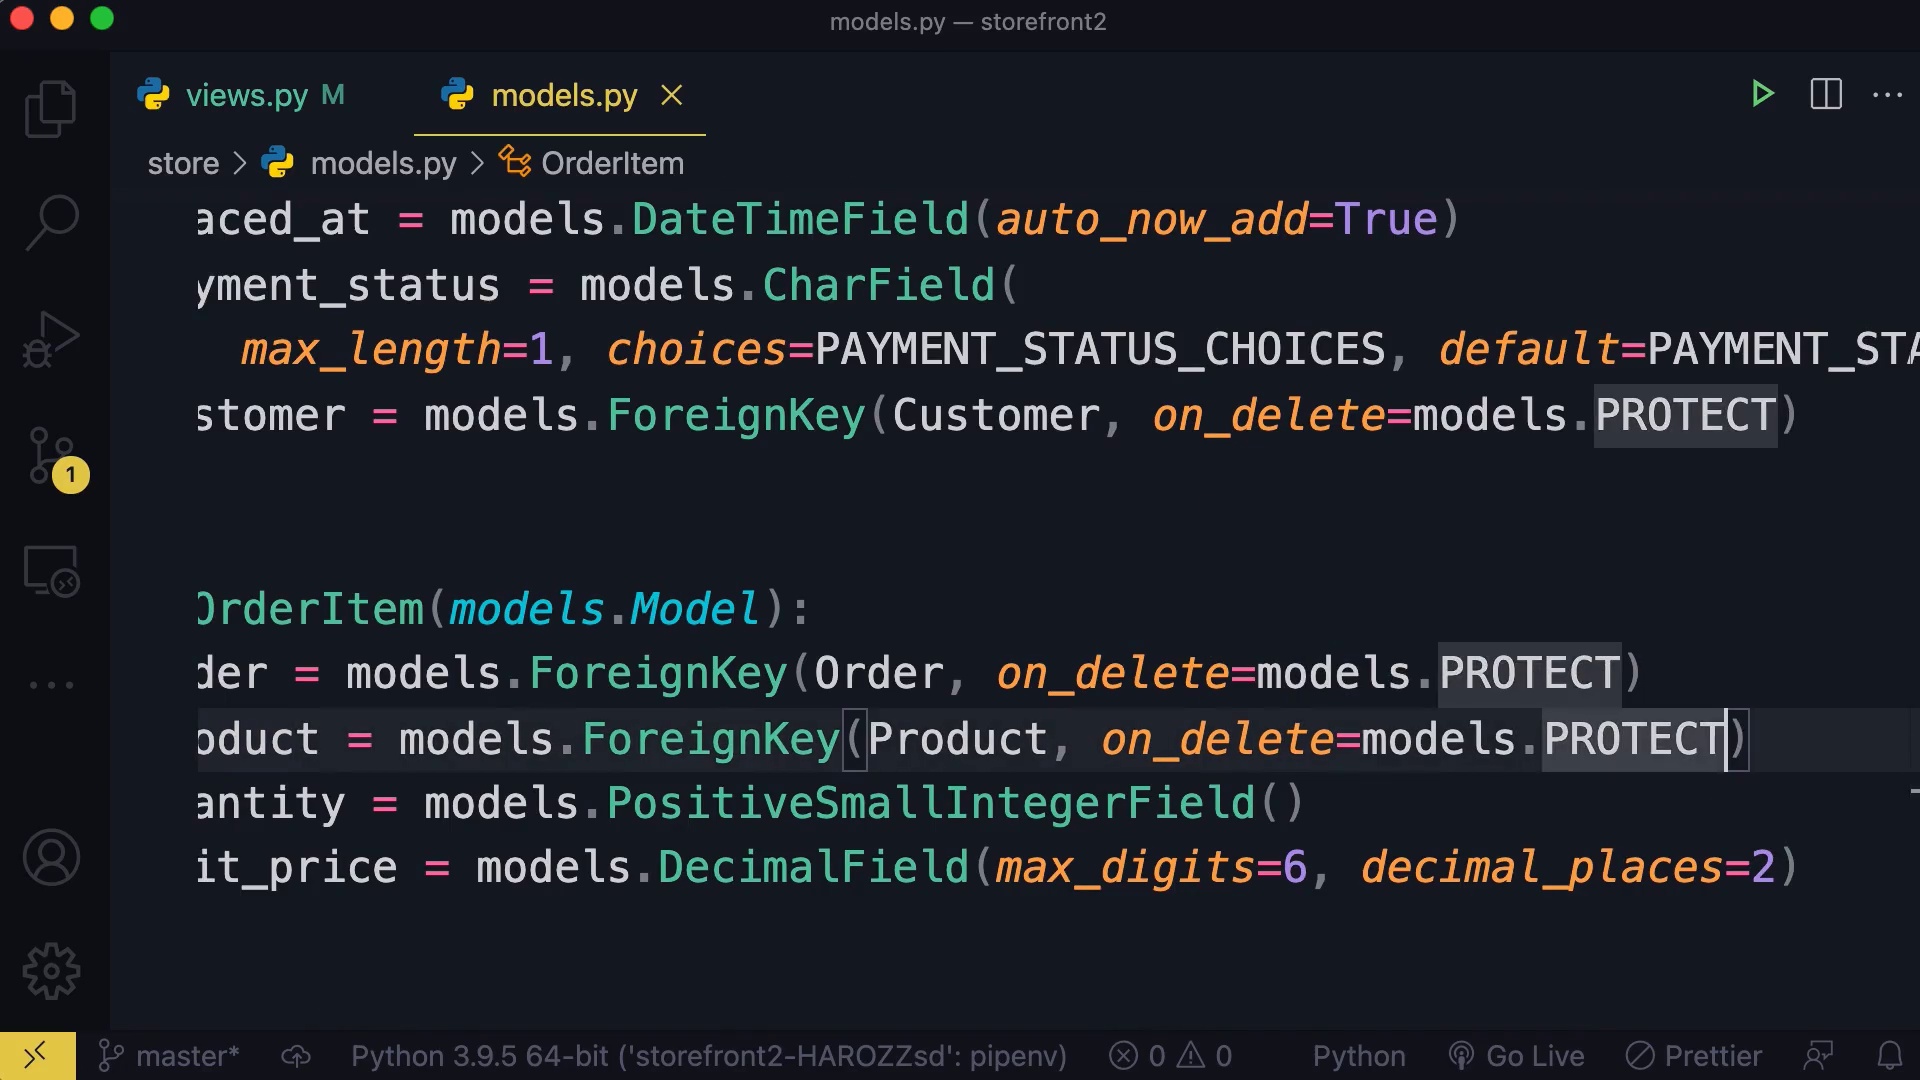 models.py — storefront2
views.py M models.py
store > models.py > OrderItem
aced_at = models.DateTimeField(auto_now_add=True)
yment_status = models.CharField(
max_length=1, choices=PAYMENT_STATUS_CHOICES, default=PAYMENT_STA
stomer = models.ForeignKey(Customer, on_delete=models.PROTECT)
OrderItem(models.Model):
der = models.ForeignKey(Order, on_delete=models.PROTECT)
oduct = models.ForeignKey(Product, on_delete=models.PROTECT)
antity = models.PositiveSmallIntegerField()
it_price = models.DecimalField(max_digits=6, decimal_places=2)
1
master* Python 3.9.5 64-bit ('storefront2-HAROZZsd': pipenv) 0 0 Python Go Live Prettier